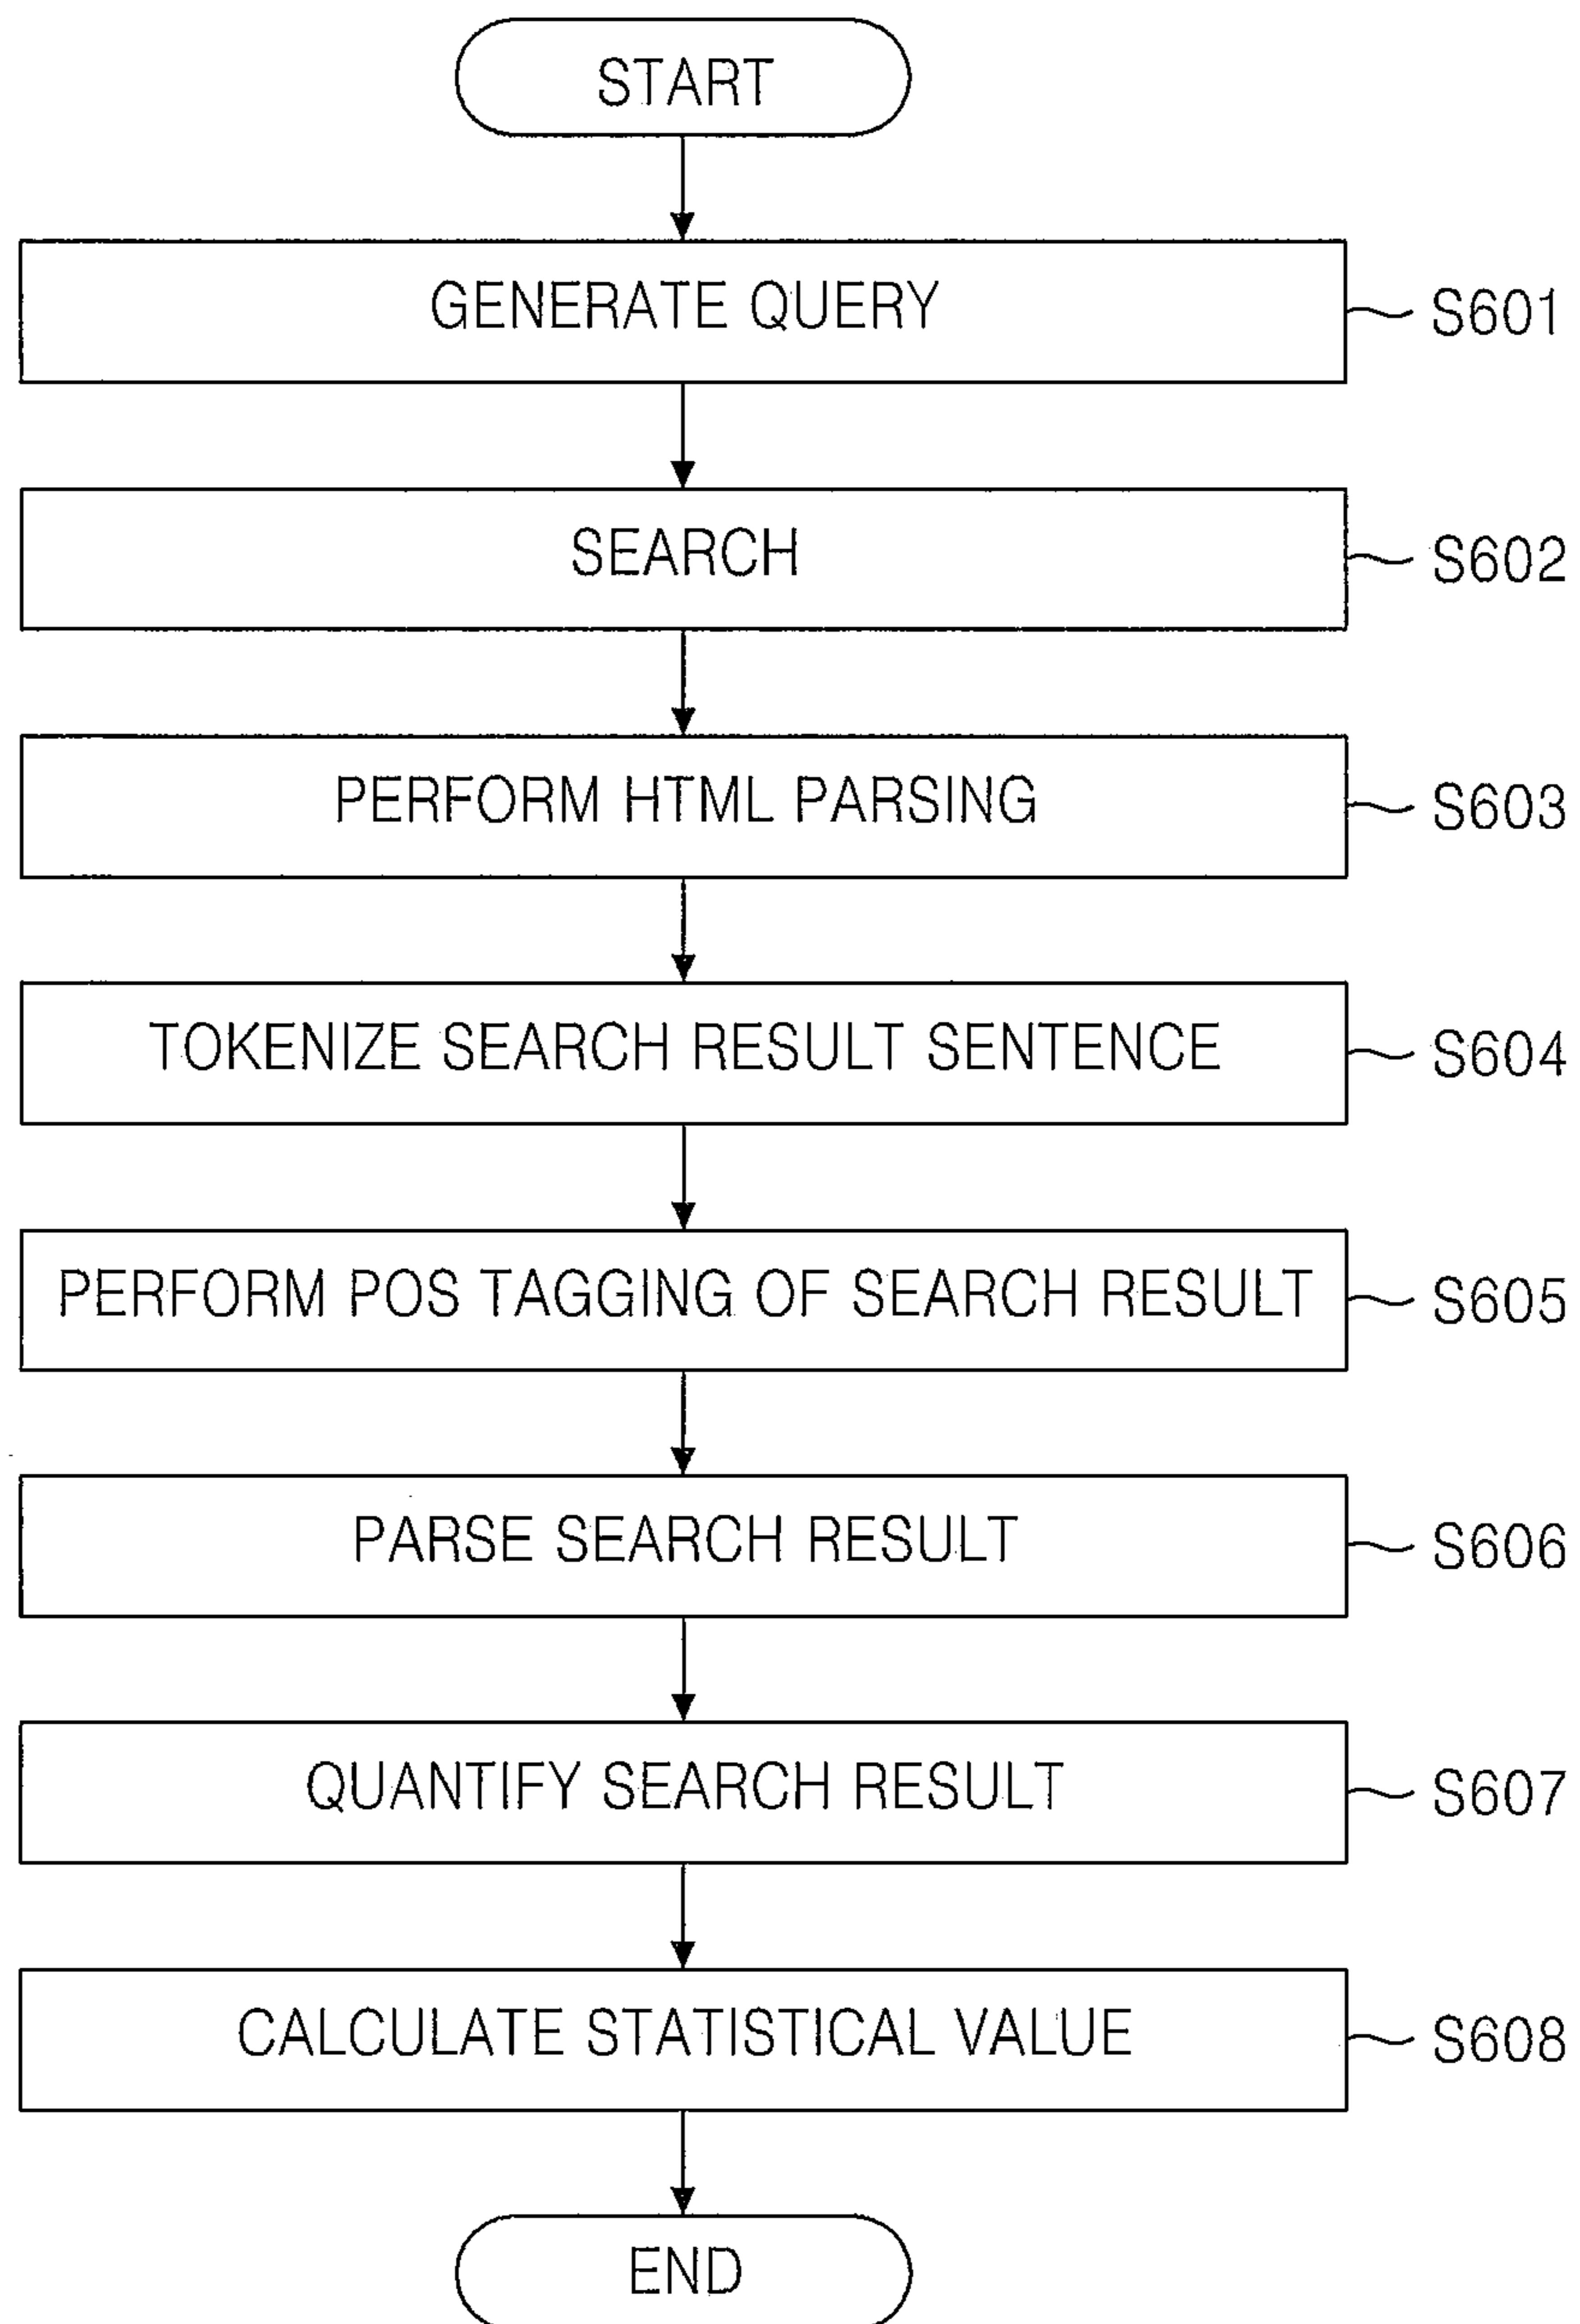 START
GENERATE QUERY
S601
SEARCH
S602
PERFORM HTML PARSING
S603
TOKENIZE SEARCH RESULT SENTENCE
S604
PERFORM POS TAGGING OF SEARCH RESULT
S605
PARSE SEARCH RESULT
S606
QUANTIFY SEARCH RESULT
S607
CALCULATE STATISTICAL VALUE
S608
END